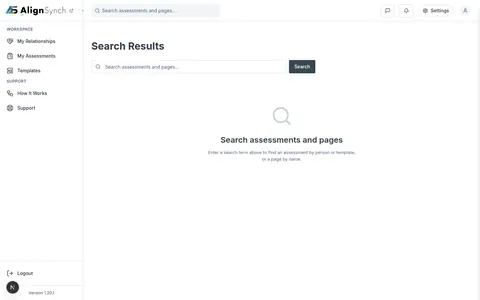 AlignSynch
Search assessments and pages...
Settings
A
WORKSPACE
My Relationships
My Assessments
Templates
SUPPORT
How It Works
Support
Logout
N
Version 1.20.1
Search Results
Search assessments and pages...
Search
Search assessments and pages
Enter a search term above to find an assessment by person or template,
or a page by name.